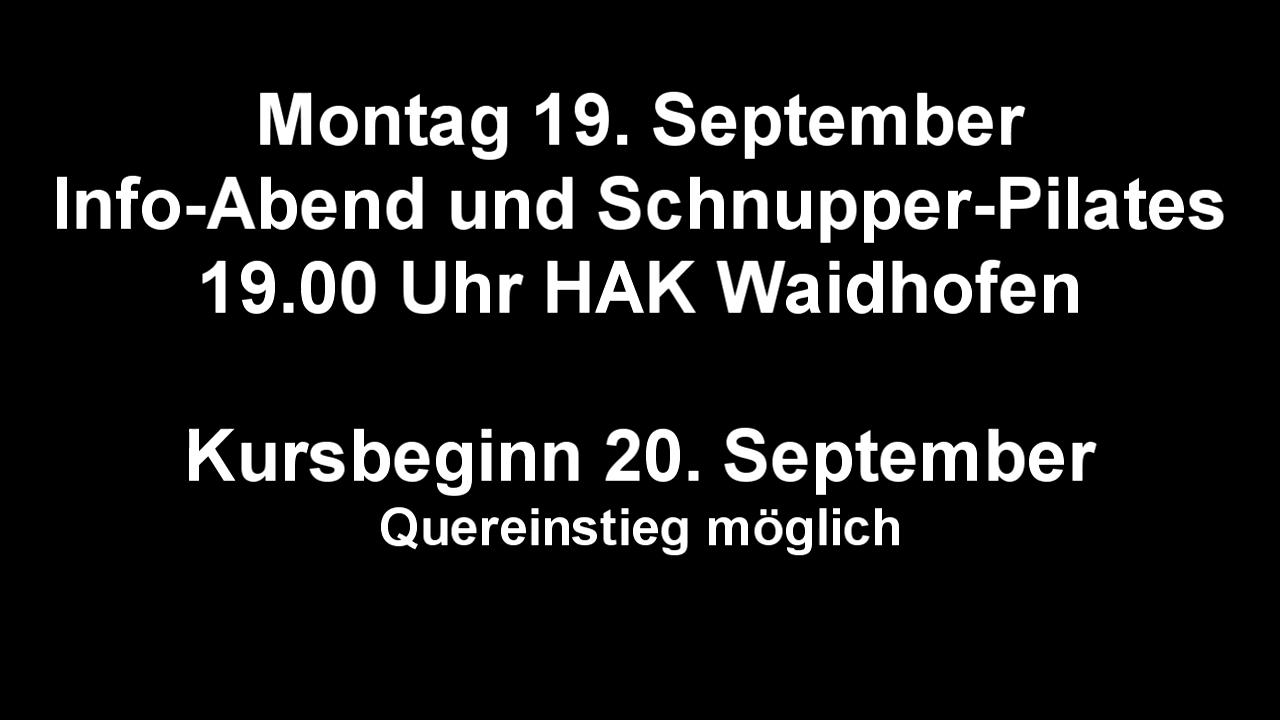 Montag 19. September
Info-Abend und Schnupper-Pilates
19.00 Uhr HAK Waidhofen
Kursbeginn 20. September
Quereinstieg möglich